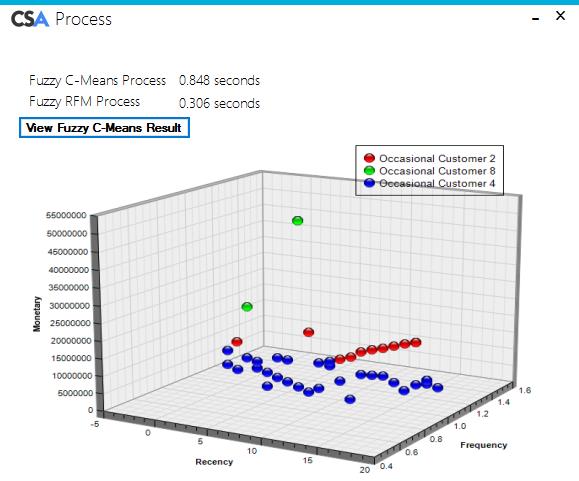 CSA Process
Fuzzy C-Means Process 0.848 seconds
Fuzzy RFM Process 0.306 seconds
View Fuzzy C-Means Result
Occasional Customer 2
Occasional Customer 8
Occasional Customer 4
55000000
50000000
45000000
40000000
35000000
30000000
25000000
20000000
15000000
10000000
5000000
0
Monetary
-5
0
5
10
15
20
Recency
0.4
0.6
0.8
1.0
1.2
1.4
1.6
Frequency